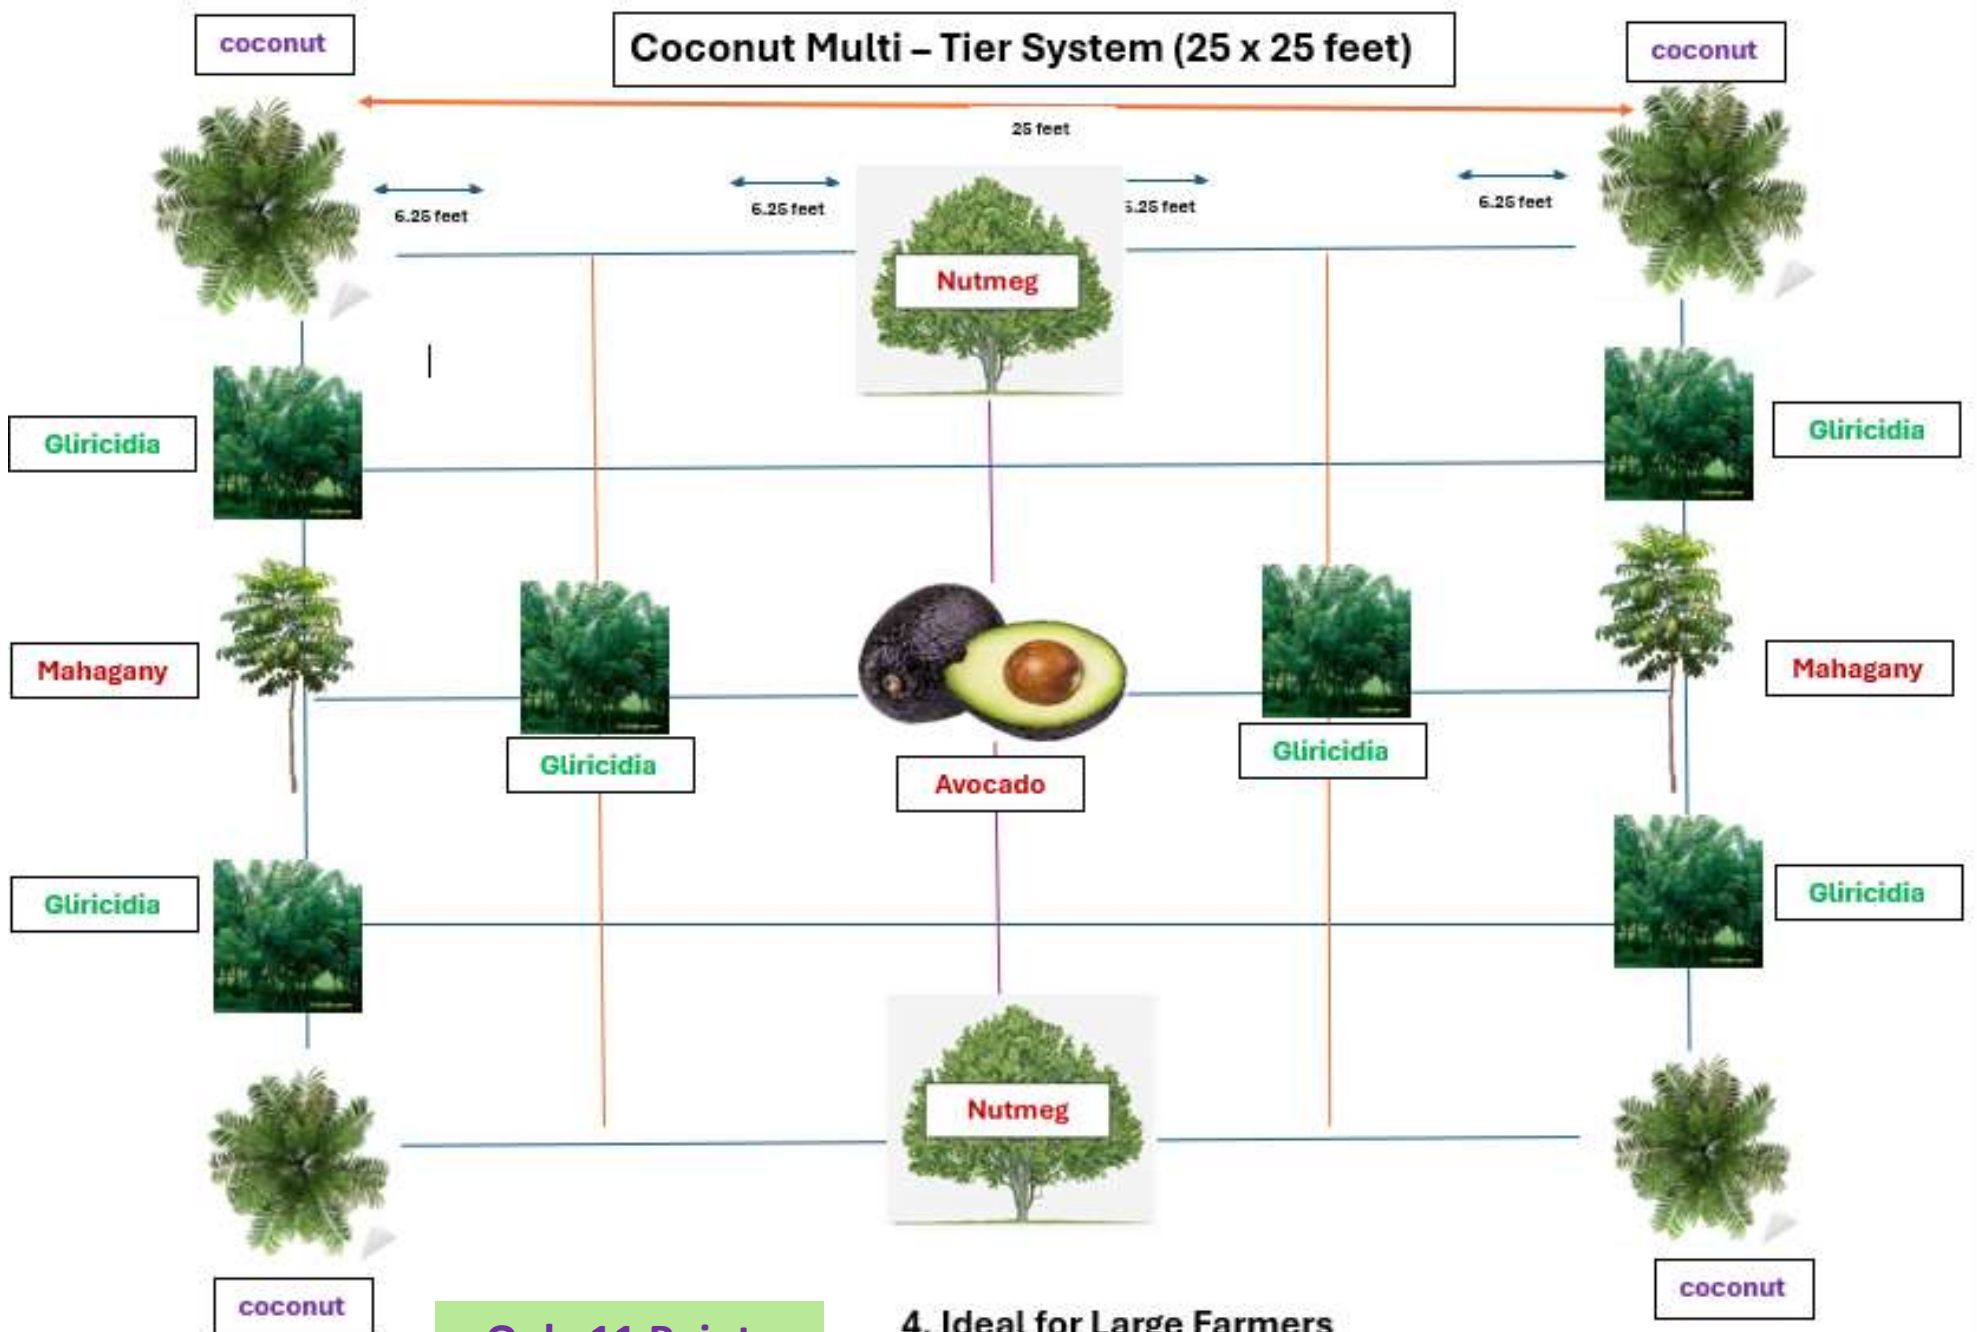 coconut
Coconut Multi – Tier System (25 x 25 feet)
coconut
25 feet
6.25 feet
6.25 feet
5.25 feet
6.25 feet
Nutmeg
Gliricidia
Gliricidia
Mahagany
Mahagany
Gliricidia
Gliricidia
Avocado
Gliricidia
Gliricidia
Nutmeg
coconut
coconut
4. Ideal for Large Farmers